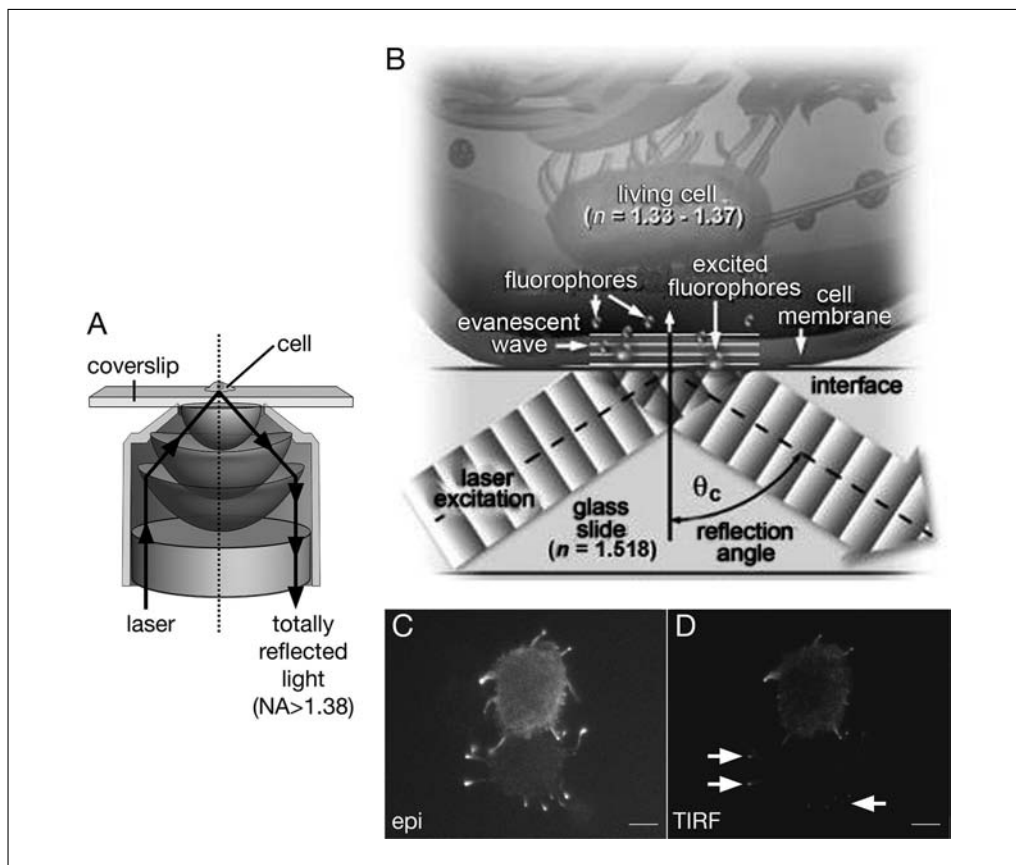 A
coverslip
cell
laser
totally
reflected
light
(NA>1.38)
B
living cell
(n = 1.33 - 1.37)
fluorophores
excited
fluorophores
cell
membrane
evanescent
wave
interface
laser
excitation
θc
glass
slide
(n = 1.518)
reflection
angle
C
epi
D
TIRF